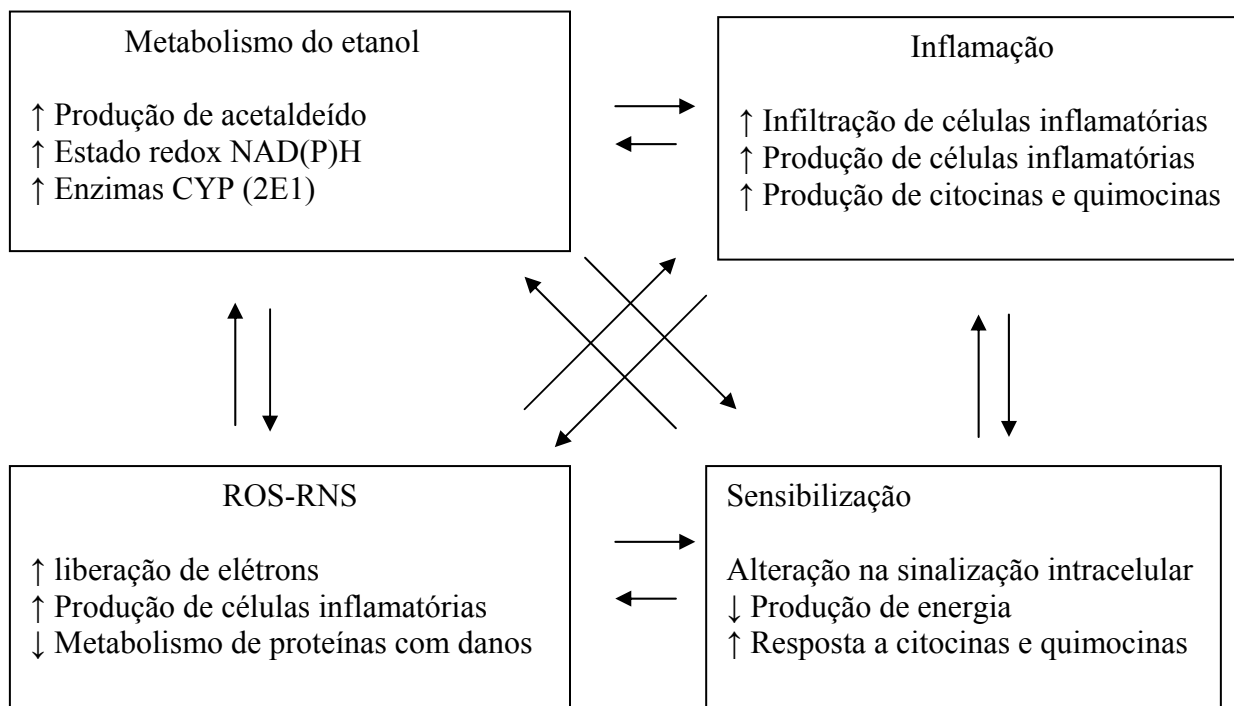 Metabolismo do etanol
↑ Produção de acetaldeído
↑ Estado redox NAD(P)H
↑ Enzimas CYP (2E1)
Inflamação
↑ Infiltração de células inflamatórias
↑ Produção de células inflamatórias
↑ Produção de citocinas e quimocinas
ROS-RNS
↑ liberação de elétrons
↑ Produção de células inflamatórias
↓ Metabolismo de proteínas com danos
Sensibilização
Alteração na sinalização intracelular
↓ Produção de energia
↑ Resposta a citocinas e quimocinas